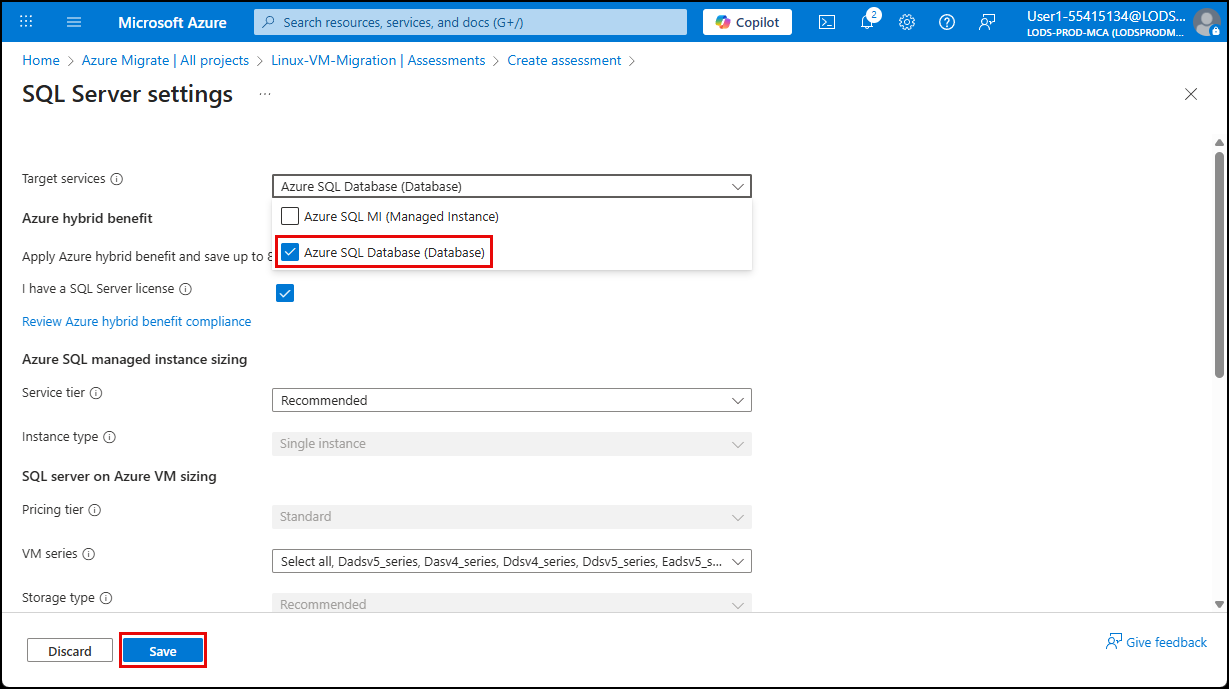 Microsoft Azure
Search resources, services, and docs (G+/)
Copilot
2
User1-55415134@LODS...
LODS-PROD-MCA (LODSPRODM...
Home > Azure Migrate | All projects > Linux-VM-Migration | Assessments > Create assessment >
SQL Server settings ...
Target services
Azure SQL Database (Database)
Azure SQL MI (Managed Instance)
Azure SQL Database (Database)
Azure hybrid benefit
Apply Azure hybrid benefit and save up to
I have a SQL Server license
Review Azure hybrid benefit compliance
Azure SQL managed instance sizing
Service tier
Recommended
Instance type
Single instance
SQL server on Azure VM sizing
Pricing tier
Standard
VM series
Select all, Dadsv5_series, Dasv4_series, Ddsv4_series, Ddsv5_series, Eadsv5_s...
Storage type
Recommended
Discard
Save
Give feedback